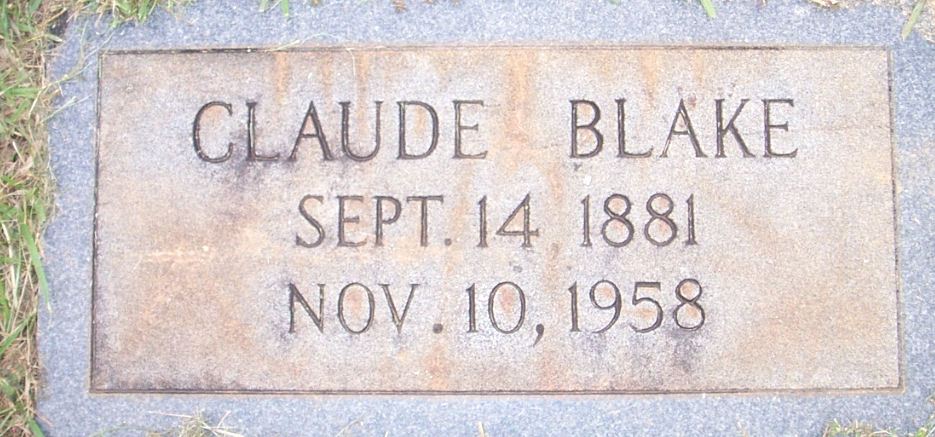 CLAUDE BLAKE
SEPT. 14, 1881
NOV. 10, 1958